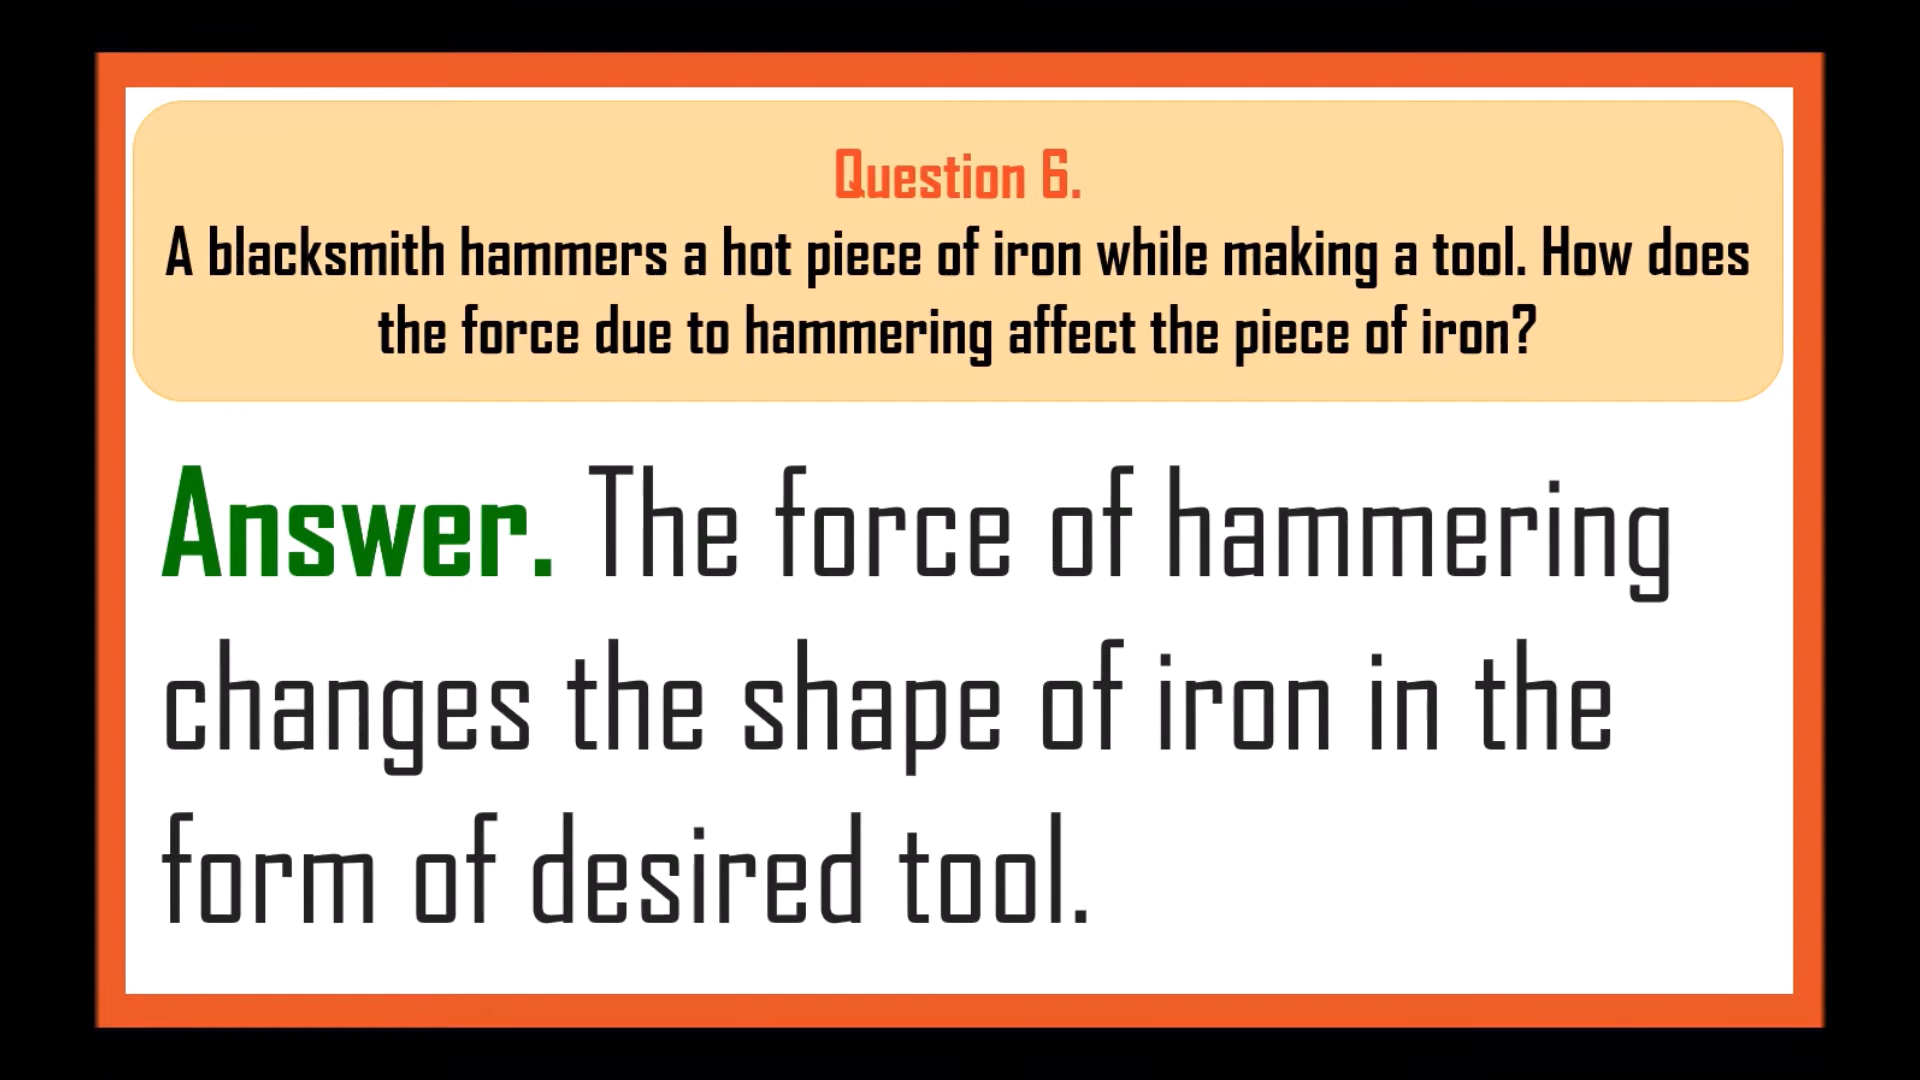 Question 6.
A blacksmith hammers a hot piece of iron while making a tool. How does
the force due to hammering affect the piece of iron?
Answer. The force of hammering
changes the shape of iron in the
form of desired tool.